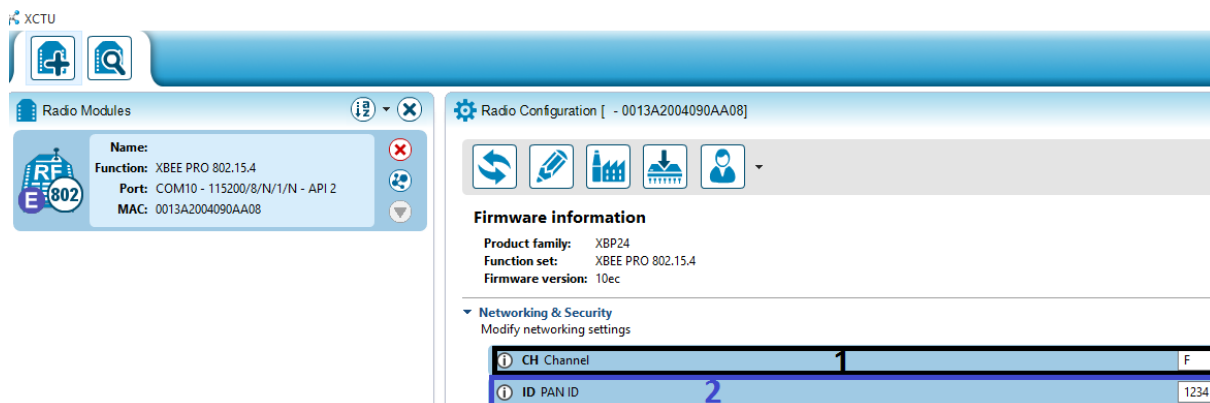 XCTU
Radio Modules
Name:
Function: XBEE PRO 802.15.4
Port: COM10 - 115200/8/N/1/N - API 2
MAC: 0013A2004090AA08
RF
802
E
Radio Configuration [ - 0013A2004090AA08]
Firmware information
Product family: XBP24
Function set: XBEE PRO 802.15.4
Firmware version: 10ec
Networking & Security
Modify networking settings
CH Channel 1 F
ID PAN ID 2 1234